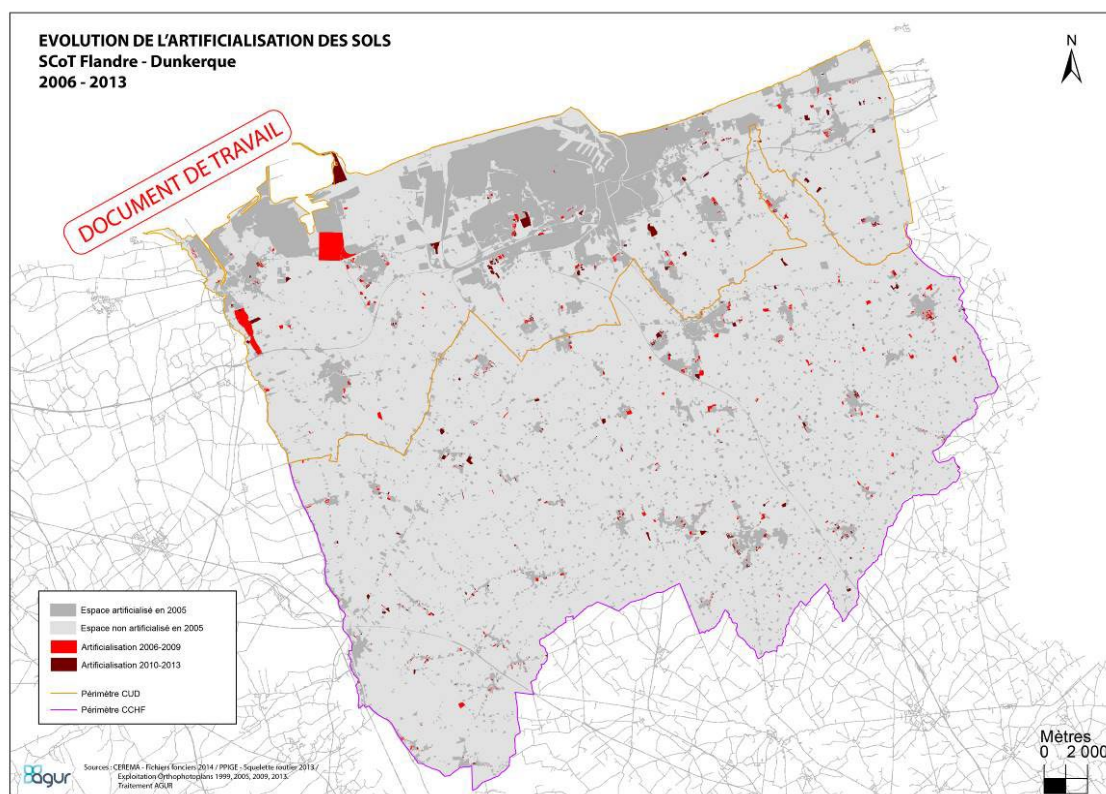 EVOLUTION DE L'ARTIFICIALISATION DES SOLS
SCoT Flandre - Dunkerque
2006 - 2013
N
DOCUMENT DE TRAVAIL
Espace artificialisé en 2005
Espace non artificialisé en 2005
Artificialisation 2006-2009
Artificialisation 2010-2013
Périmètre CUD
Périmètre CCHF
Mètres
0 2 000
agur
Sources : CEREMA - Fichiers fonciers 2014 / PPIGE - Squelette routier 2013 /
Exploitation Orthophotoplans 1999, 2005, 2009, 2013.
Traitement AGUR